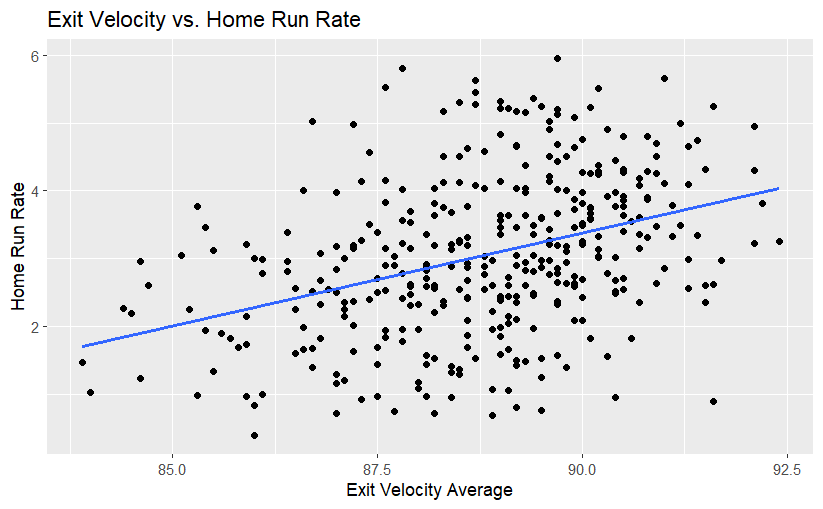 Exit Velocity vs. Home Run Rate
6
4
2
Home Run Rate
85.0 87.5 90.0 92.5
Exit Velocity Average